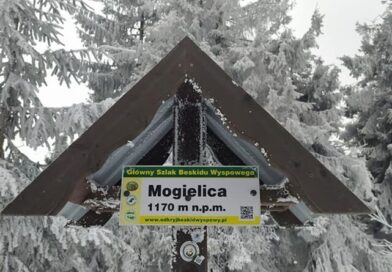 Główny Szlak Beskidu Wyspowego
Mogielica
1170 m n.p.m.
www.odkryjbeskidwyspowy.pl